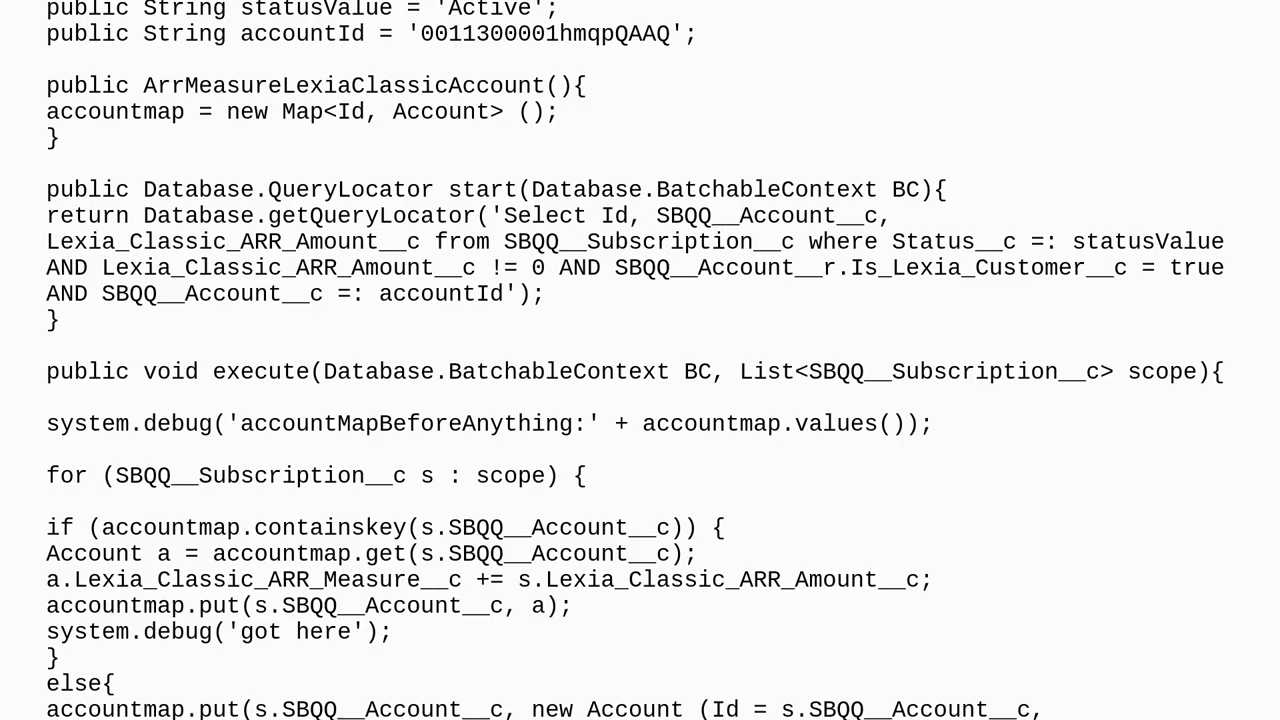 public String statusValue = 'Active';
public String accountId = '0011300001hmqpQAAQ';
public ArrMeasureLexiaClassicAccount(){
accountmap = new Map<Id, Account> ();
}
public Database.QueryLocator start(Database.BatchableContext BC){
return Database.getQueryLocator('Select Id, SBQQ__Account__c,
Lexia_Classic_ARR_Amount__c from SBQQ__Subscription__c where Status__c =: statusValue
AND Lexia_Classic_ARR_Amount__c != 0 AND SBQQ__Account__r.Is_Lexia_Customer__c = true
AND SBQQ__Account__c =: accountId');
}
public void execute(Database.BatchableContext BC, List<SBQQ__Subscription__c> scope){
system.debug('accountMapBeforeAnything:' + accountmap.values());
for (SBQQ__Subscription__c s : scope) {
if (accountmap.containskey(s.SBQQ__Account__c)) {
Account a = accountmap.get(s.SBQQ__Account__c);
a.Lexia_Classic_ARR_Measure__c += s.Lexia_Classic_ARR_Amount__c;
accountmap.put(s.SBQQ__Account__c, a);
system.debug('got here');
}
else{
accountmap.put(s.SBQQ__Account__c, new Account (Id = s.SBQQ__Account__c,